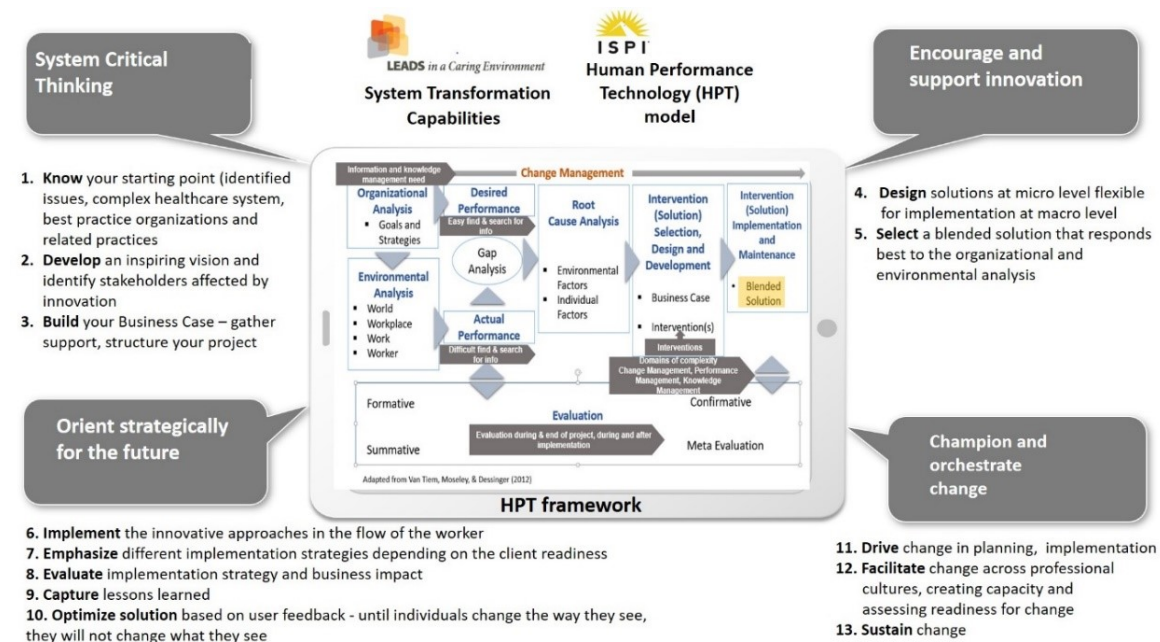 System Critical
Thinking
LEADS in a Caring Environment
System Transformation
Capabilities
ISPI
Human Performance
Technology (HPT)
model
Encourage and
support innovation
1. Know your starting point (identified
issues, complex healthcare system,
best practice organizations and
related practices
2. Develop an inspiring vision and
identify stakeholders affected by
innovation
3. Build your Business Case – gather
support, structure your project
Information and knowledge
management need
Change Management
Organizational
Analysis
▪ Goals and
Strategies
Environmental
Analysis
▪ World
▪ Workplace
▪ Work
▪ Worker
Desired
Performance
Easy find & search for
info
Gap
Analysis
Actual
Performance
Difficult find & search
for info
Root
Cause Analysis
▪ Environmental
Factors
▪ Individual
Factors
Intervention
(Solution)
Selection,
Design and
Development
▪ Business Case
▪ Intervention(s)
Interventions
Domains of complexity
Change Management, Performance
Management, Knowledge
Management
Intervention
(Solution)
Implementation
and
Maintenance
▪ Blended
Solution
Formative
Summative
Evaluation
Evaluation during & end of project, during and after
implementation
Confirmative
Meta Evaluation
Adapted from Van Tiem, Moseley, & Dessinger (2012)
HPT framework
4. Design solutions at micro level flexible
for implementation at macro level
5. Select a blended solution that responds
best to the organizational and
environmental analysis
Orient strategically
for the future
6. Implement the innovative approaches in the flow of the worker
7. Emphasize different implementation strategies depending on the client readiness
8. Evaluate implementation strategy and business impact
9. Capture lessons learned
10. Optimize solution based on user feedback - until individuals change the way they see,
they will not change what they see
Champion and
orchestrate
change
11. Drive change in planning, implementation
12. Facilitate change across professional
cultures, creating capacity and
assessing readiness for change
13. Sustain change